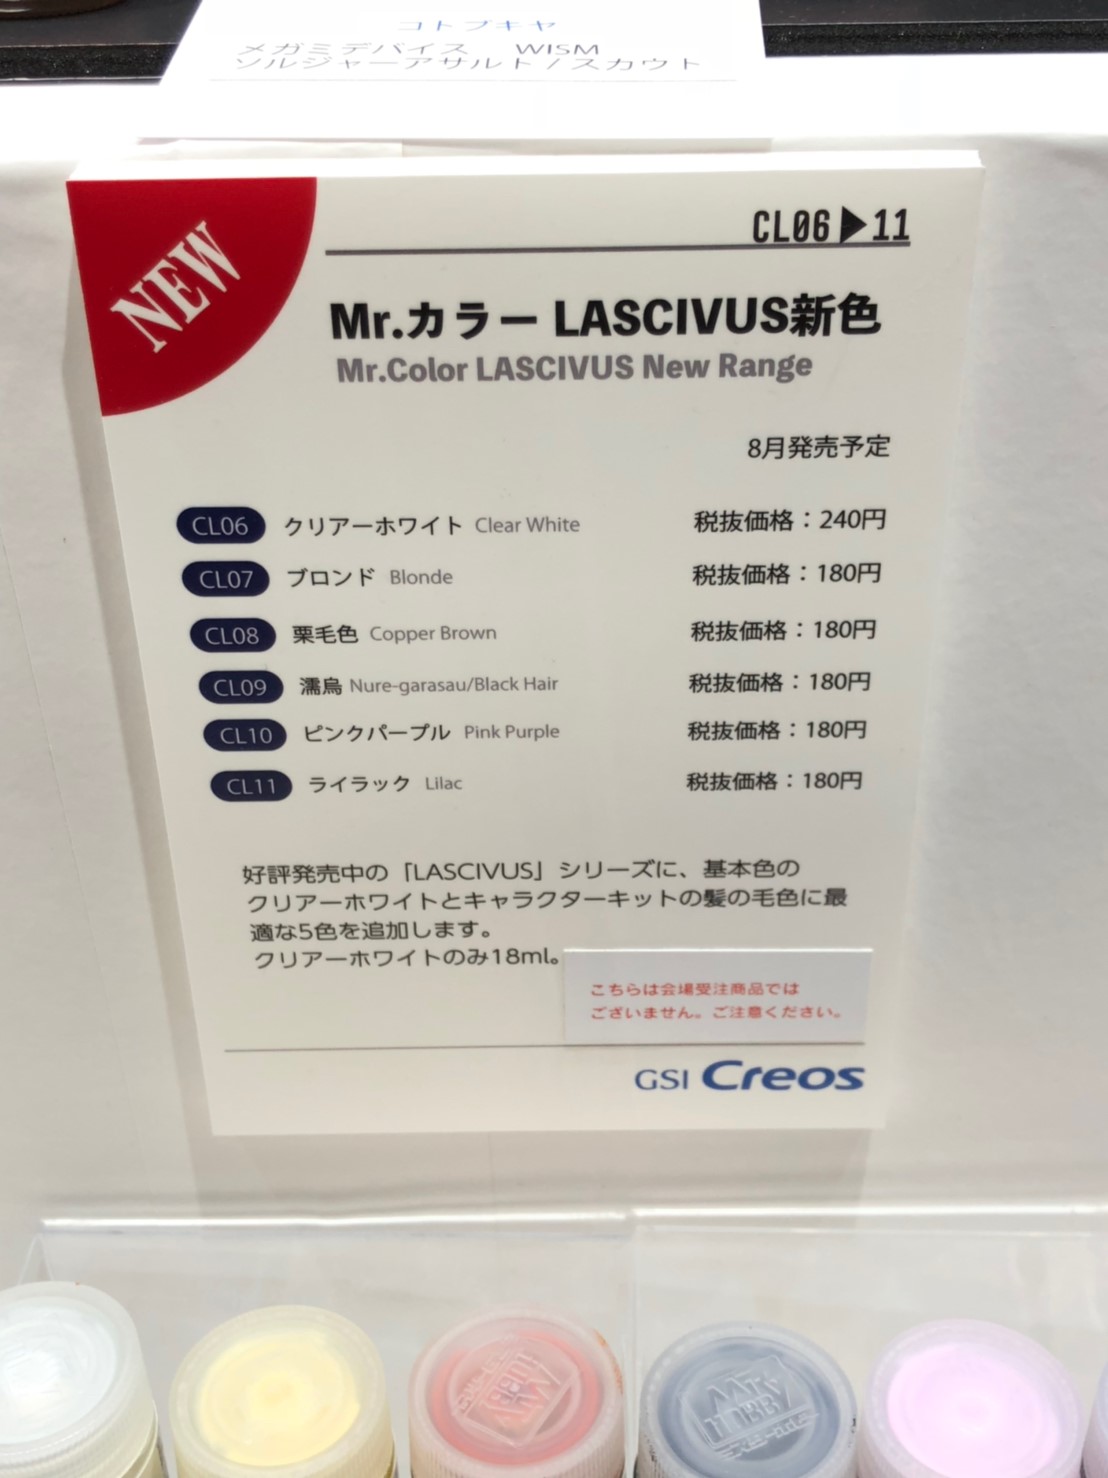 コトブキヤ
メガミデバイス WISM
ソルジャーアサルト/スカウト
NEW
CL06▶11
Mr.カラー LASCIVUS新色
Mr.Color LASCIVUS New Range
8月発売予定
CL06 クリアーホワイト Clear White 税抜価格：240円
CL07 ブロンド Blonde 税抜価格：180円
CL08 栗毛色 Copper Brown 税抜価格：180円
CL09 濡烏 Nure-garasau/Black Hair 税抜価格：180円
CL10 ピンクパープル Pink Purple 税抜価格：180円
CL11 ライラック Lilac 税抜価格：180円
好評発売中の「LASCIVUS」シリーズに、基本色の
クリアーホワイトとキャラクターキットの髪の毛色に最
適な5色を追加します。
クリアーホワイトのみ18ml。
こちらは会場受注商品では
ございません。ご注意ください。
GSI Creos
Mr.
HOBBY